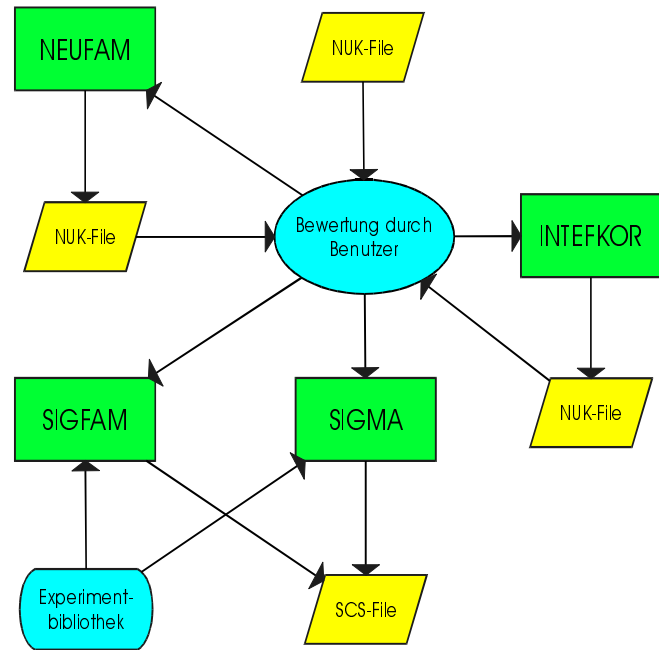 NEUFAM
NUK-File
NUK-File
Bewertung durch
Benutzer
INTEFKOR
SIGFAM
SIGMA
NUK-File
Experiment-
bibliothek
SCS-File